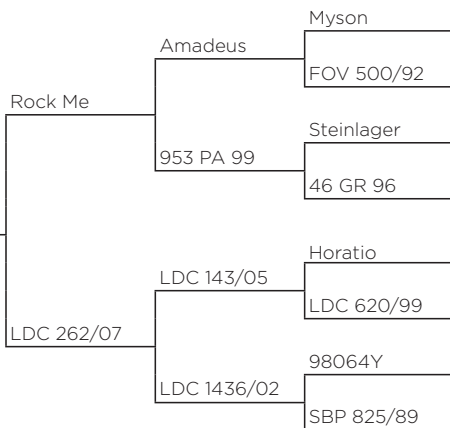 Myson
Amadeus
FOV 500/92
Rock Me
Steinlager
953 PA 99
46 GR 96
Horatio
LDC 143/05
LDC 620/99
LDC 262/07
98064Y
LDC 1436/02
SBP 825/89